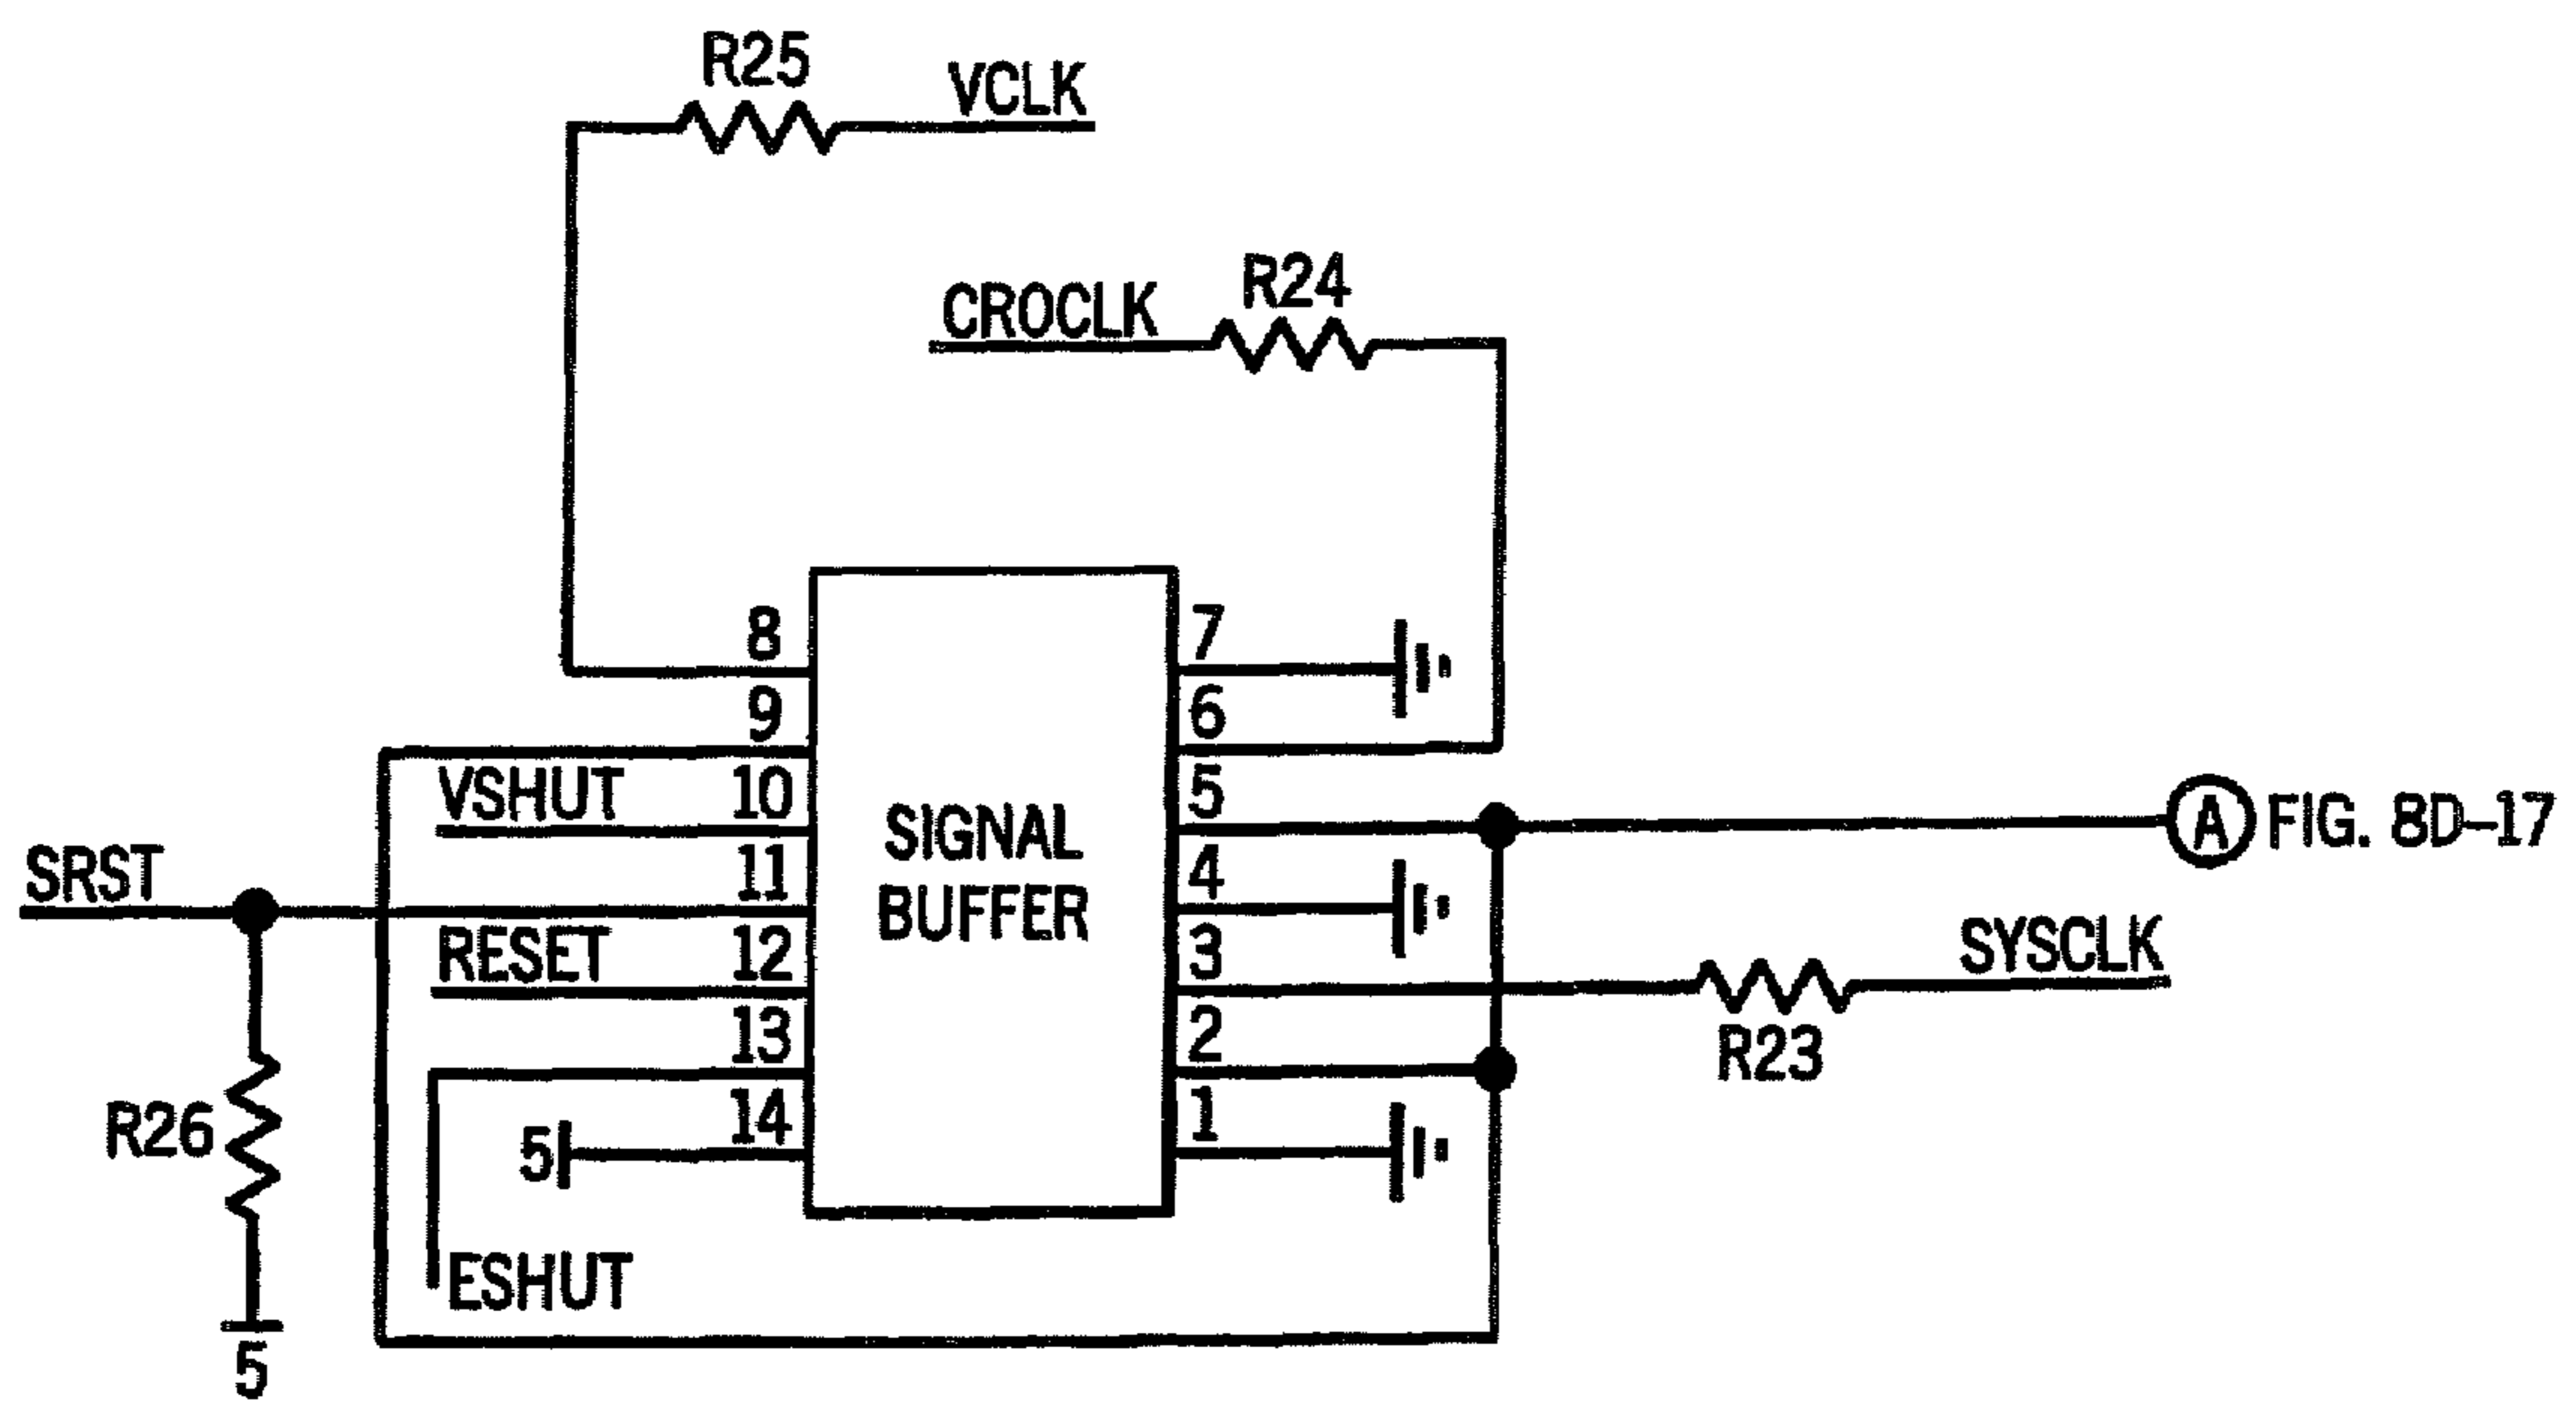 R25
VCLK
CROCLK
R24
8
7
9
6
VSHUT
10
5
SIGNAL
BUFFER
A
FIG. 8D-17
SRST
11
4
RESET
12
3
SYSCLK
R23
13
2
R26
5
14
1
ESHUT
5